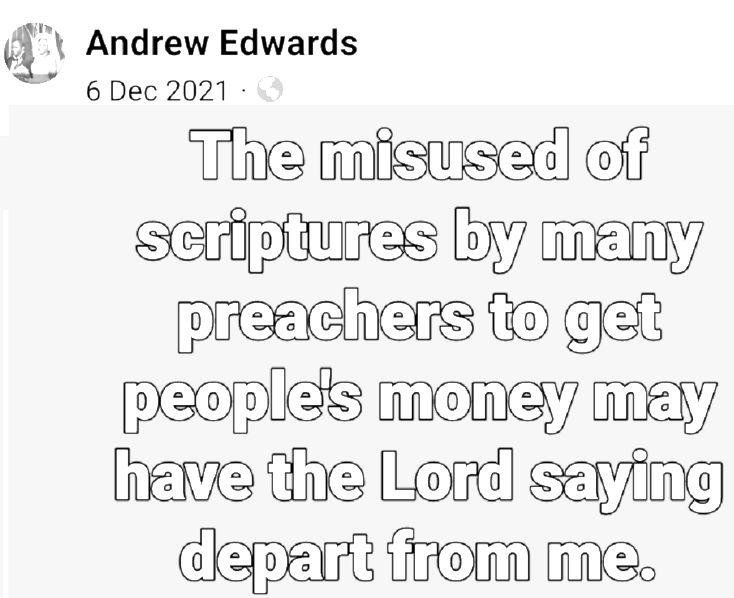 Andrew Edwards
6 Dec 2021 ·
The misused of
scriptures by many
preachers to get
people's money may
have the Lord saying
depart from me.